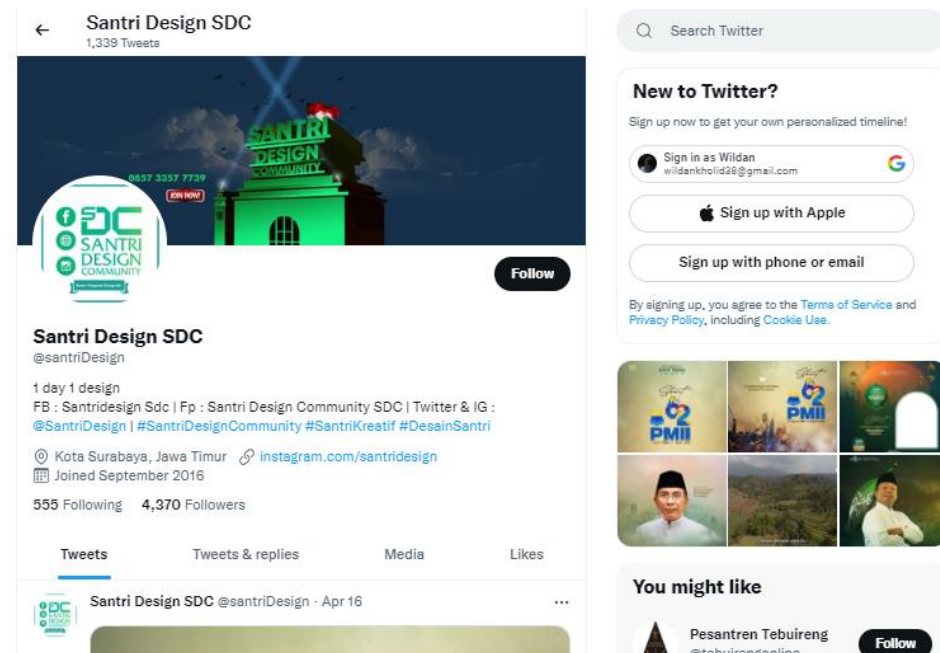 Santri Design SDC
1,339 Tweets
SANTRI
DESIGN
COMMUNITY
0857 3357 7739
JOIN NOW!
SDC
SANTRI
DESIGN
COMMUNITY
Follow
Santri Design SDC
@santriDesign
1 day 1 design
FB : Santridesign Sdc | Fp : Santri Design Community SDC | Twitter & IG :
@SantriDesign | #SantriDesignCommunity #SantriKreatif #DesainSantri
Kota Surabaya, Jawa Timur instagram.com/santridesign
Joined September 2016
555 Following 4,370 Followers
Tweets Tweets & replies Media Likes
Santri Design SDC @santriDesign · Apr 16
SDC
Search Twitter
New to Twitter?
Sign up now to get your own personalized timeline!
Sign in as Wildan
wildankholid38@gmail.com
Sign up with Apple
Sign up with phone or email
By signing up, you agree to the Terms of Service and
Privacy Policy, including Cookie Use.
62
PMII
62
PMII
You might like
Pesantren Tebuireng
Follow
@tebuirengonline